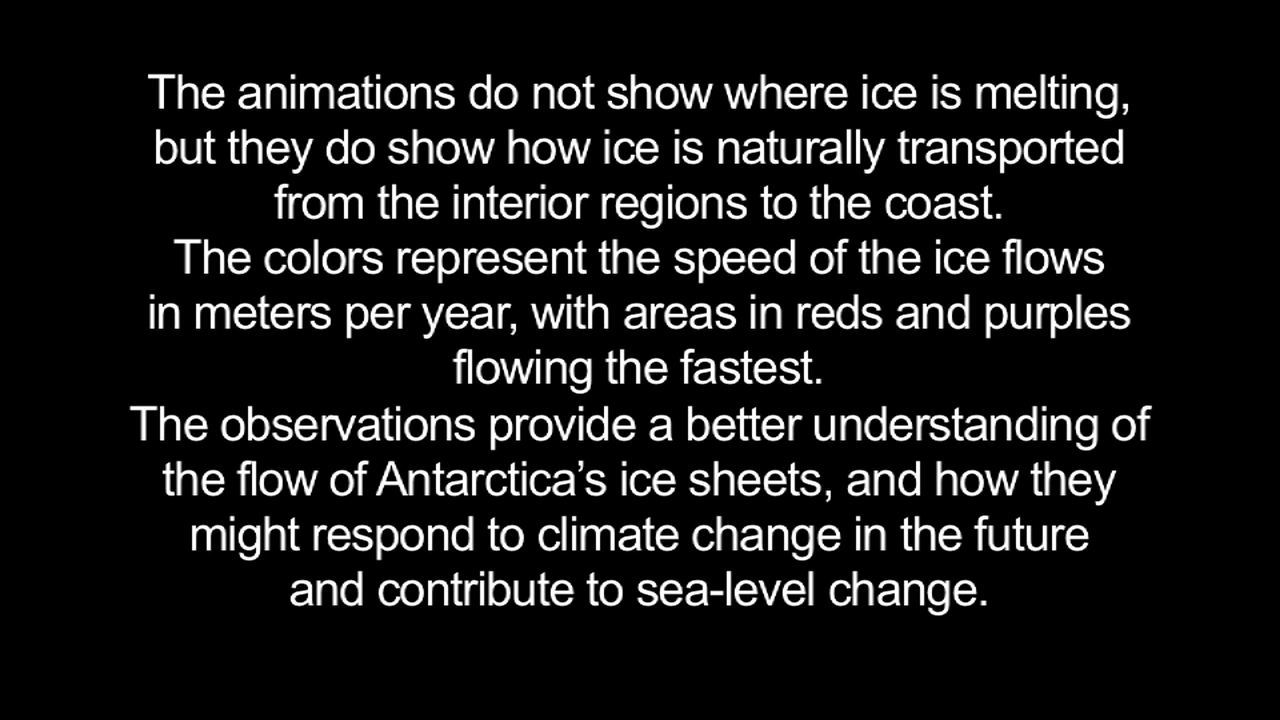 The animations do not show where ice is melting,
but they do show how ice is naturally transported
from the interior regions to the coast.
The colors represent the speed of the ice flows
in meters per year, with areas in reds and purples
flowing the fastest.
The observations provide a better understanding of
the flow of Antarctica’s ice sheets, and how they
might respond to climate change in the future
and contribute to sea-level change.